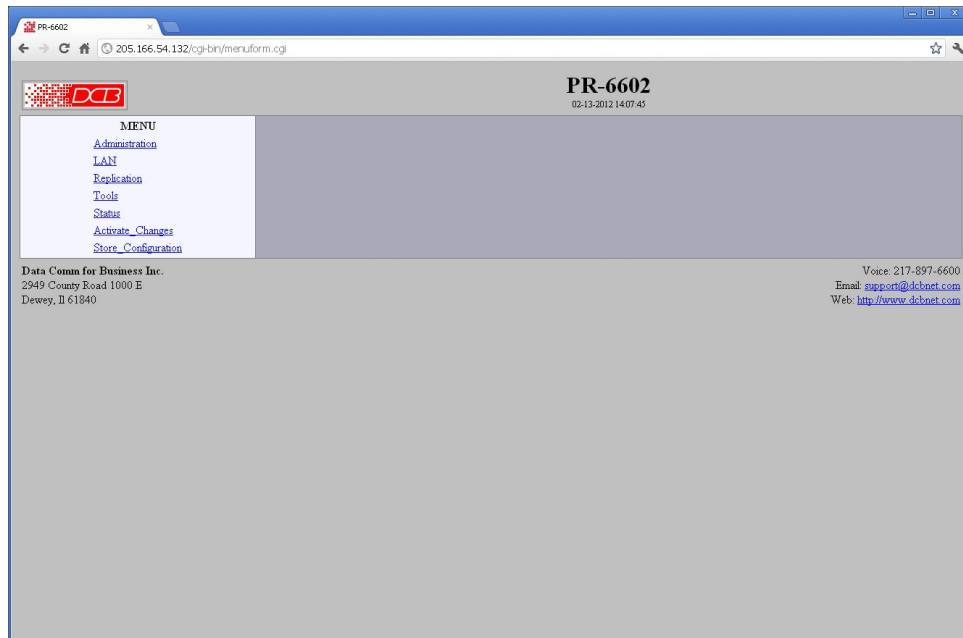 PR-6602
205.166.54.132/cgi-bin/menuform.cgi
DCB
PR-6602
02-13-2012 14:07:45
MENU
Administration
LAN
Replication
Tools
Status
Activate_Changes
Store_Configuration
Data Comm for Business Inc.
2949 County Road 1000 E
Dewey, Il 61840
Voice: 217-897-6600
Email: support@dcbnet.com
Web: http://www.dcbnet.com